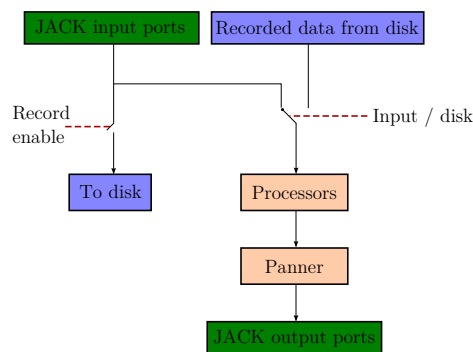 JACK input ports
Recorded data from disk
Record
enable
Input / disk
To disk
Processors
Panner
JACK output ports